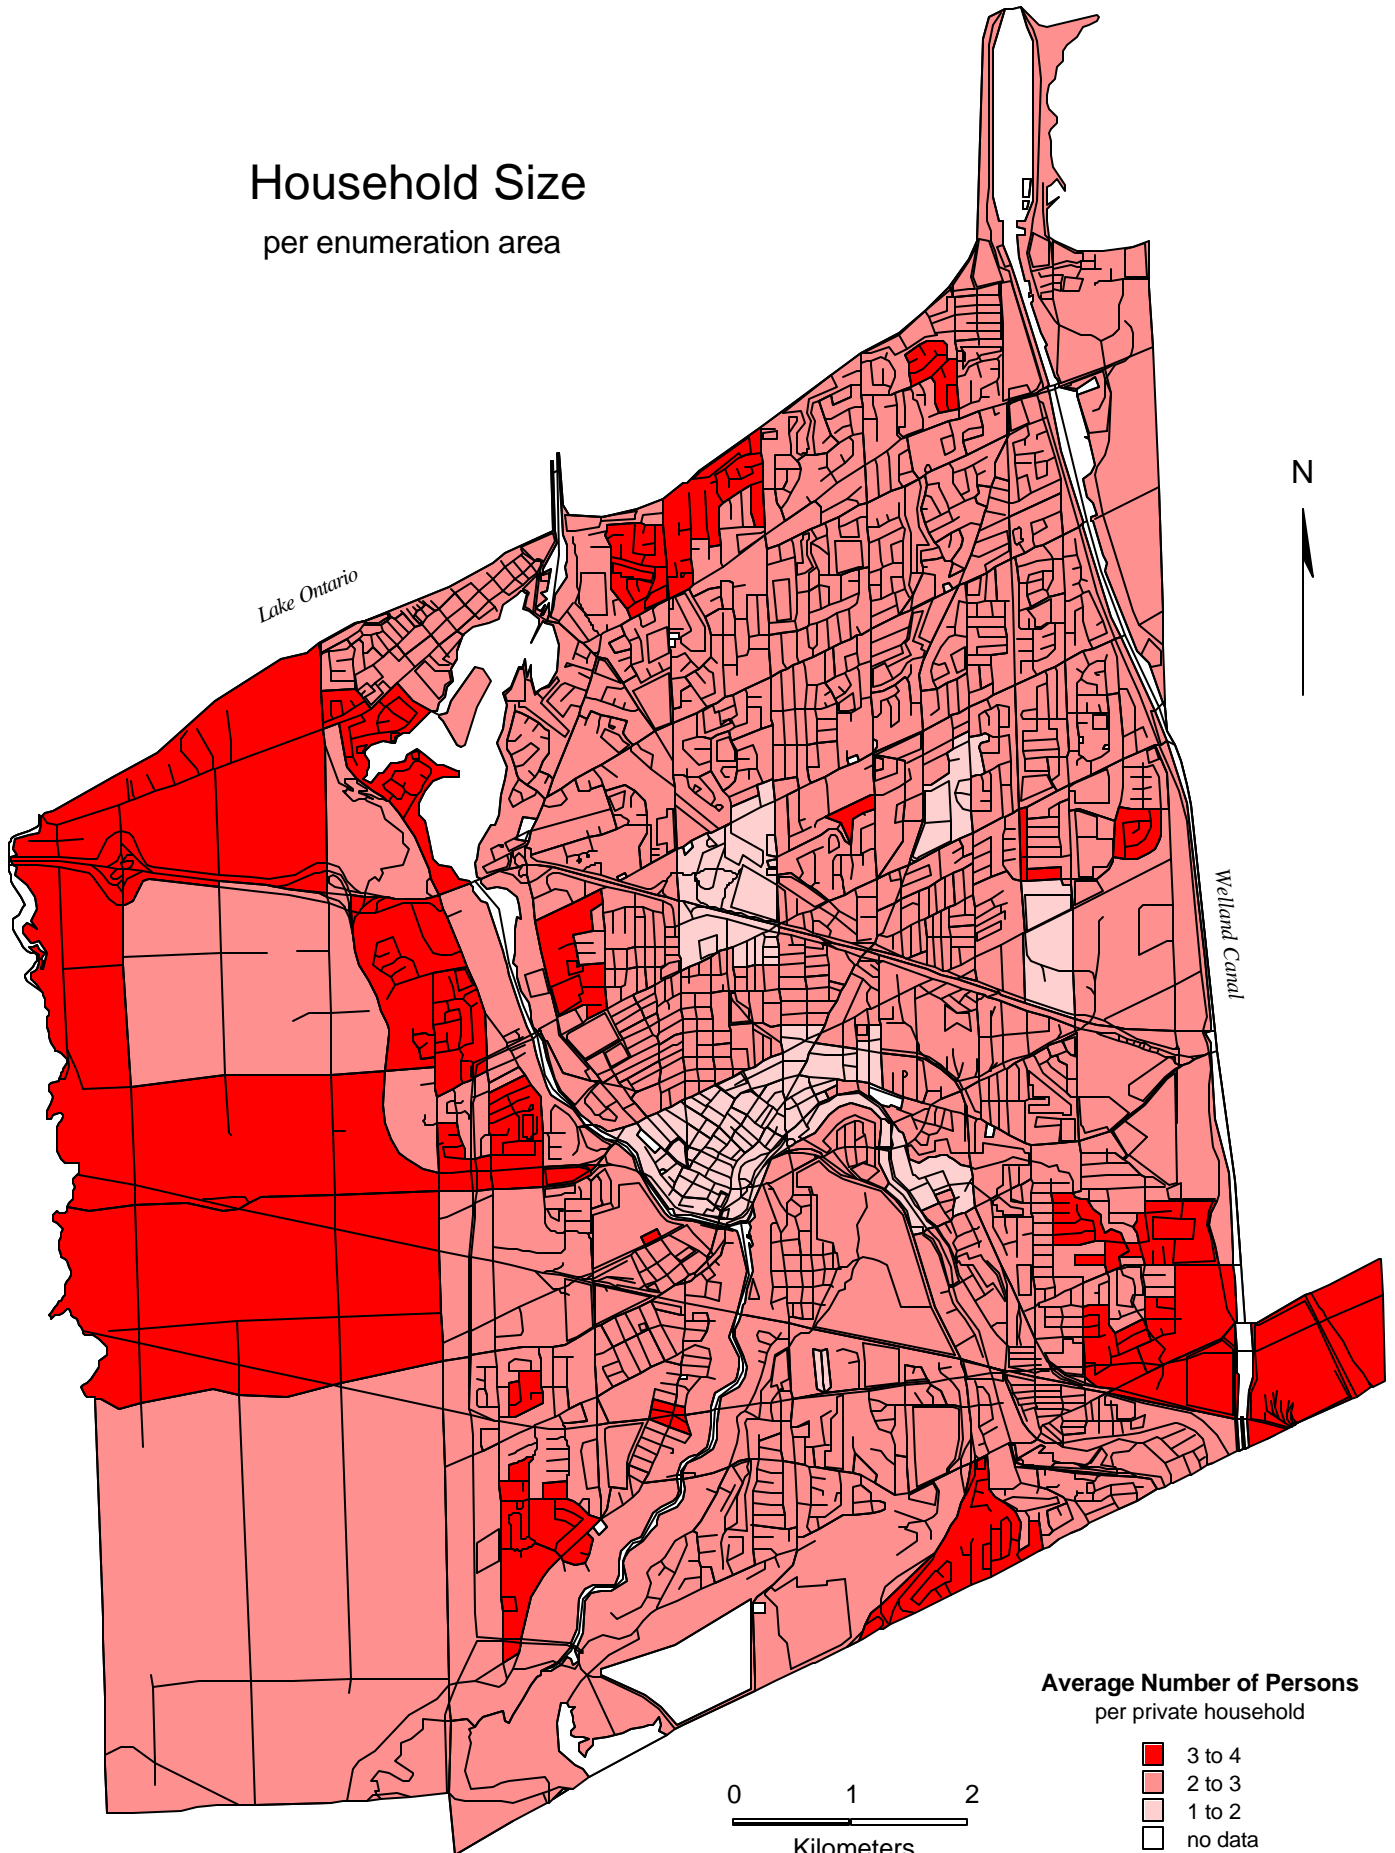 Household Size
per enumeration area
N
Lake Ontario
Welland Canal
Average Number of Persons
per private household
3 to 4
2 to 3
1 to 2
no data
0 1 2
Kilometers